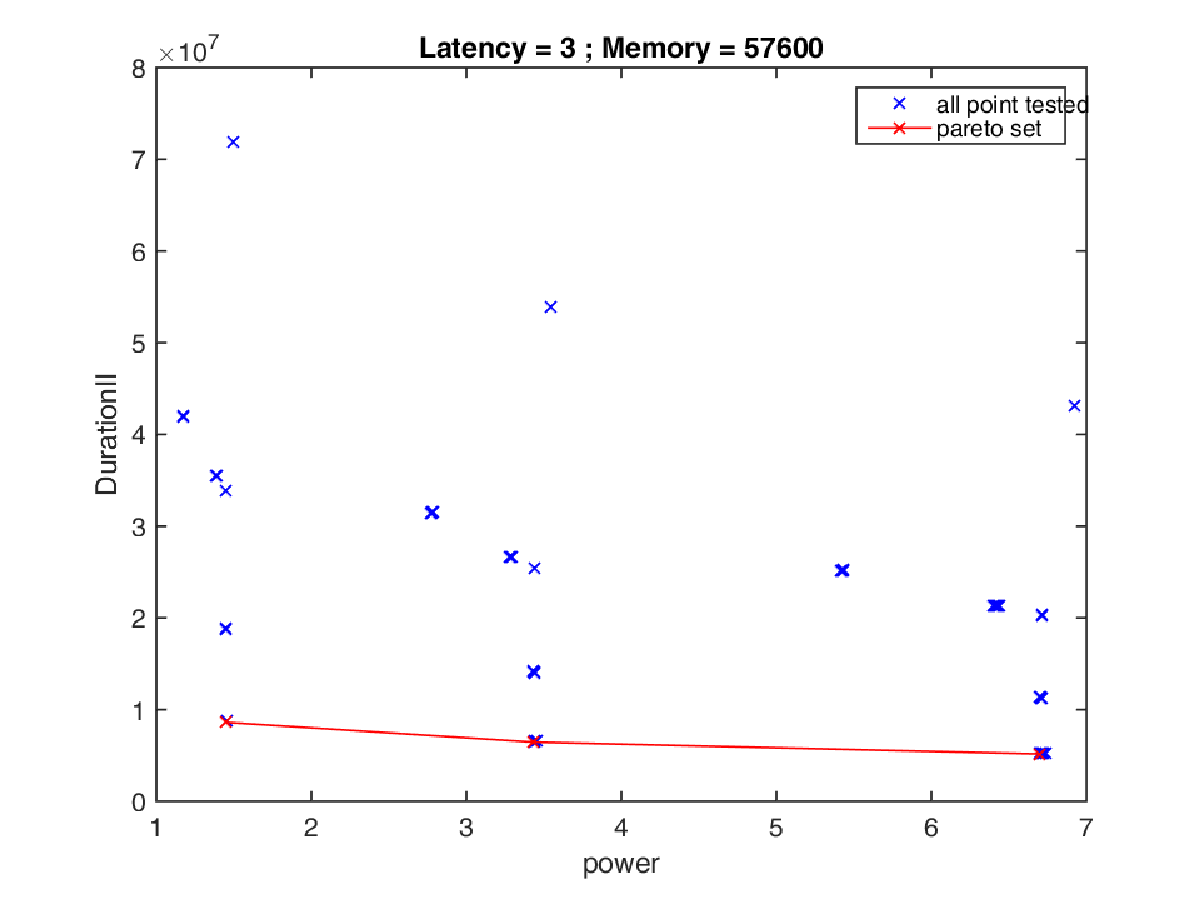 Latency = 3 ; Memory = 57600
×10^7
all point tested
pareto set
8
7
6
5
4
3
2
1
0
DurationII
1 2 3 4 5 6 7
power